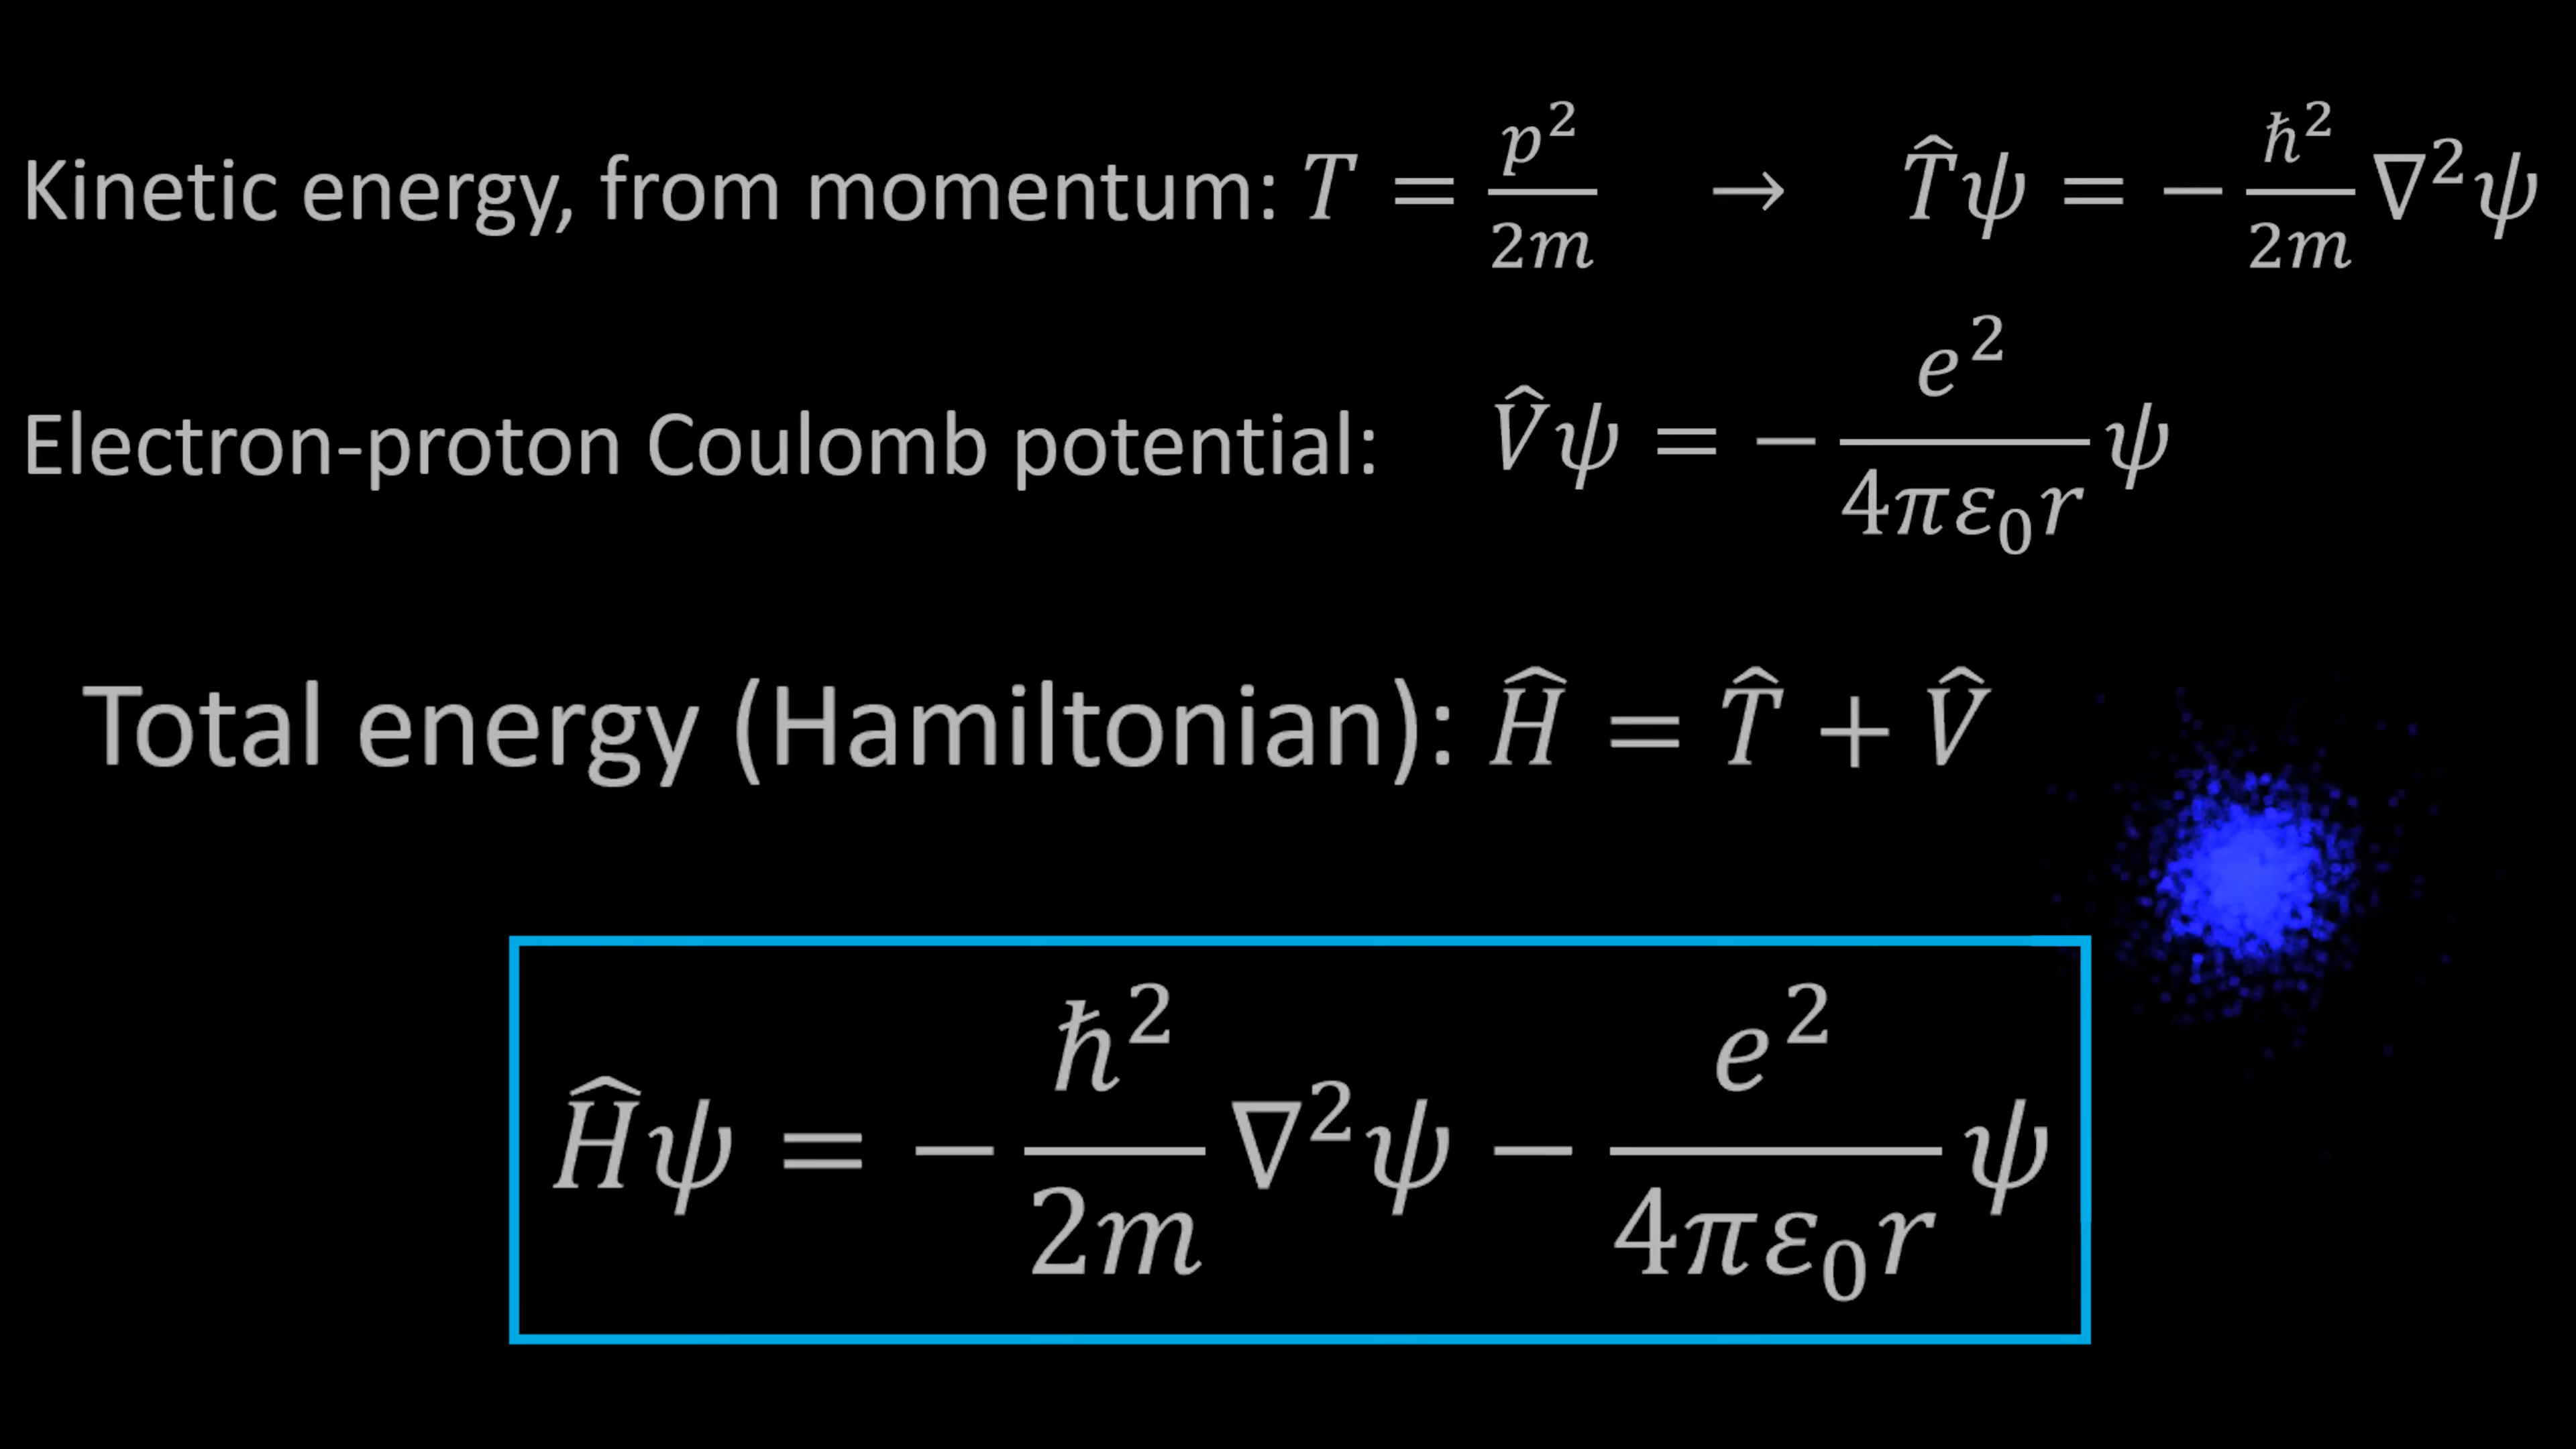 Kinetic energy, from momentum: T = p²/2m → T̂ψ = −ħ²/2m ∇²ψ
Electron-proton Coulomb potential: V̂ψ = −e²/4πε₀r ψ
Total energy (Hamiltonian): Ĥ = T̂ + V̂
Ĥψ = −ħ²/2m ∇²ψ − e²/4πε₀r ψ